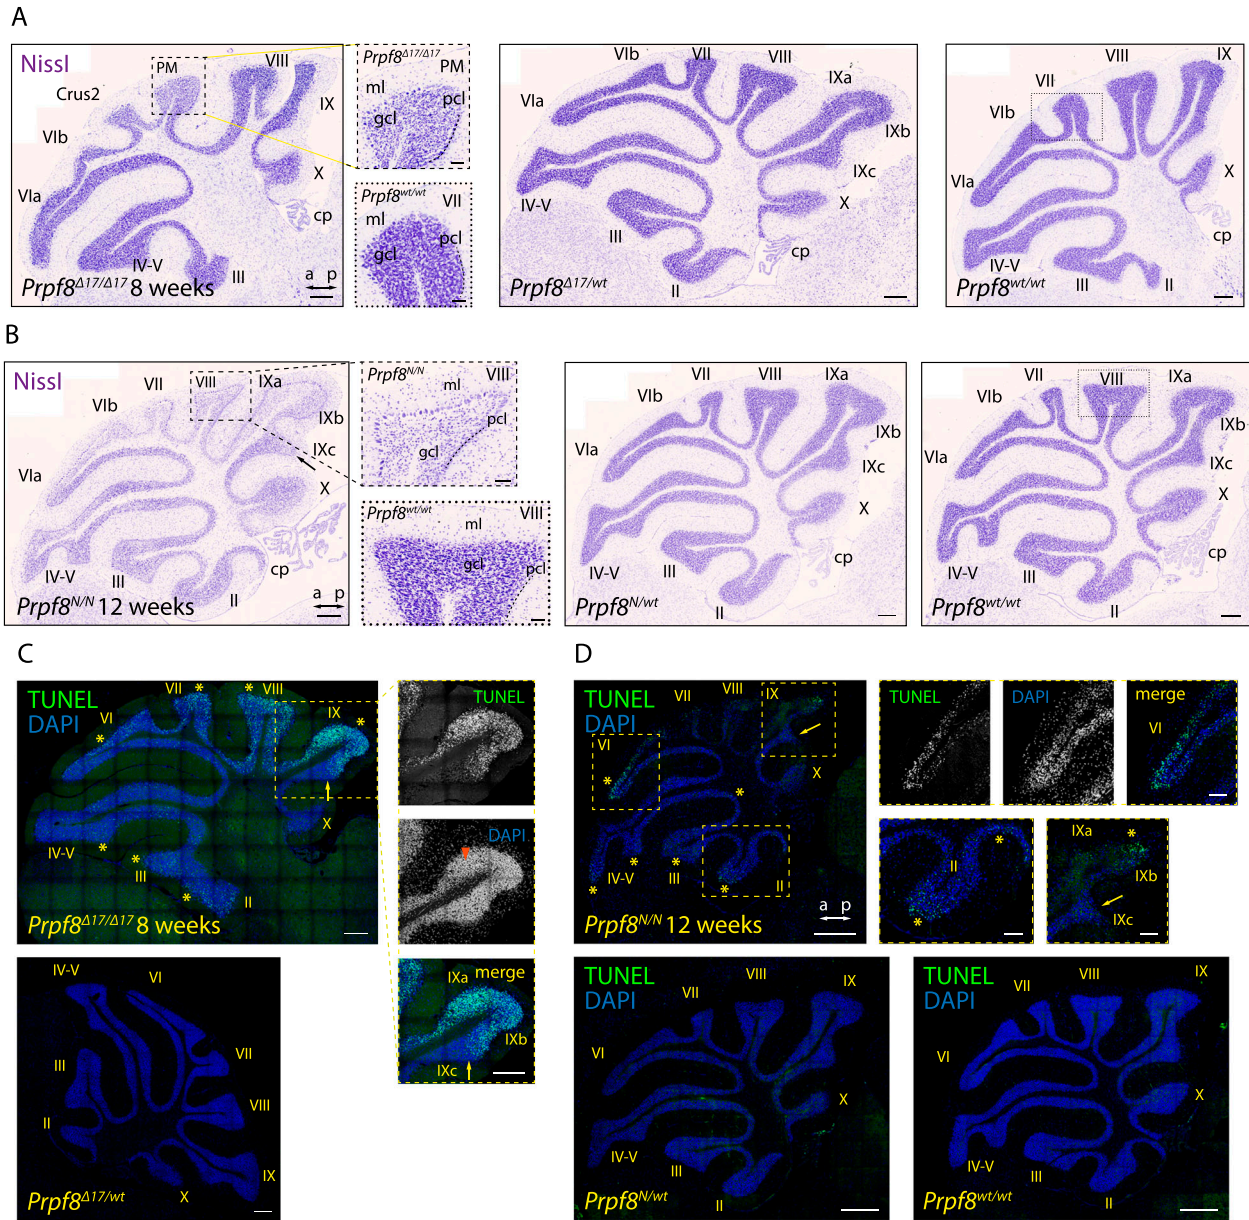 A
Nissl
PM
VIII
Crus2
IX
VIb
X
VIa
cp
IV-V
III
a p
Prpf8Δ17/Δ17 8 weeks
Prpf8Δ17/Δ17
PM
ml
pcl
gcl
Prpf8wt/wt
VII
ml
pcl
gcl
VIb
VII
VIII
IXa
VIa
IXb
IXc
IV-V
X
III
cp
II
Prpf8Δ17/wt
IX
VIII
VII
VIb
X
VIa
cp
IV-V
III
II
Prpf8wt/wt
B
Nissl
VII
VIII
IXa
VIb
IXb
IXc
VIa
X
IV-V
III
cp
II
a p
Prpf8N/N 12 weeks
Prpf8N/N
VIII
ml
pcl
gcl
Prpf8wt/wt
VIII
ml
gcl
pcl
VII
VIII
IXa
VIb
IXb
VIa
IXc
X
cp
IV-V
III
II
Prpf8N/wt
VII
VIII
IXa
VIb
IXb
VIa
IXc
X
cp
IV-V
III
II
Prpf8wt/wt
C
TUNEL
DAPI
VII * * VIII
VI
*
IX
*
X
IV-V
*
*
III
*
II
Prpf8Δ17/Δ17 8 weeks
TUNEL
DAPI
IXa merge
IXb
IXc
IV-V
VI
III
VII
II
VIII
IX
X
Prpf8Δ17/wt
D
TUNEL
DAPI
VII
VIII
IX
VI
*
X
*
IV-V
*
*
III
*
*
II
a p
Prpf8N/N 12 weeks
TUNEL
DAPI
merge
VI
II
*
*
IXa
*
IXb
IXc
TUNEL
DAPI
VIII
IX
VII
VI
X
IV-V
III
II
Prpf8N/wt
TUNEL
DAPI
VIII
IX
VII
VI
X
IV-V
III
II
Prpf8wt/wt